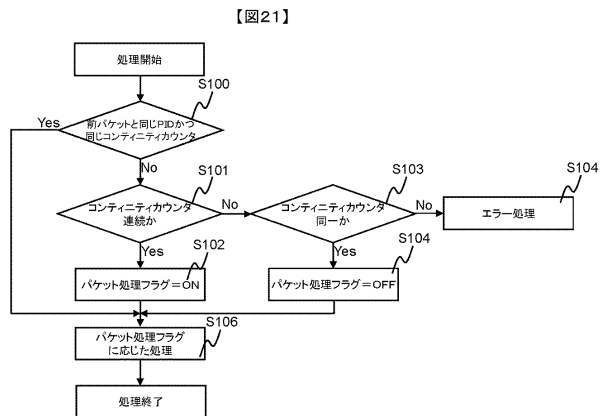 【図21】
処理開始
S100
前パケットと同じPIDかつ
同じコンティニティカウンタ
Yes
No
S101
コンティニティカウンタ
連続か
No
Yes
S103
コンティニティカウンタ
同一か
No
Yes
S104
エラー処理
S102
パケット処理フラグ=ON
S104
パケット処理フラグ=OFF
S106
パケット処理フラグ
に応じた処理
処理終了